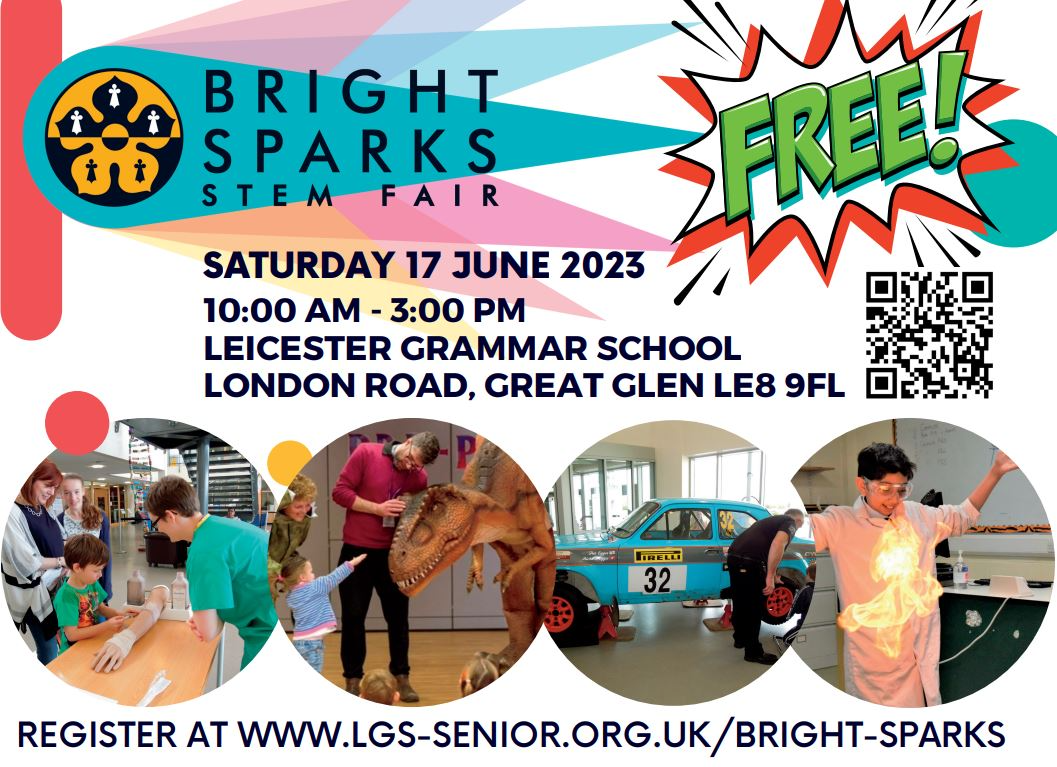 BRIGHT
SPARKS
STEM FAIR
FREE!
SATURDAY 17 JUNE 2023
10:00 AM - 3:00 PM
LEICESTER GRAMMAR SCHOOL
LONDON ROAD, GREAT GLEN LE8 9FL
PIRELLI
32
REGISTER AT WWW.LGS-SENIOR.ORG.UK/BRIGHT-SPARKS